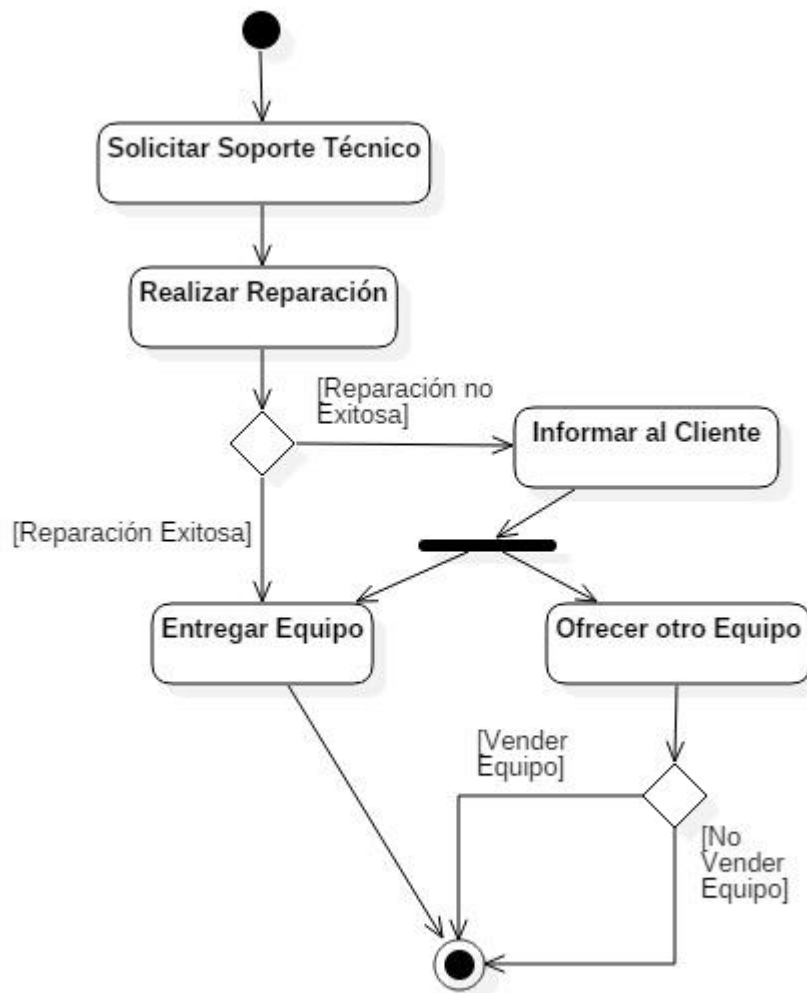 Solicitar Soporte Técnico
Realizar Reparación
[Reparación no
Exitosa]
Informar al Cliente
[Reparación Exitosa]
Entregar Equipo
Ofrecer otro Equipo
[Vender
Equipo]
[No
Vender
Equipo]